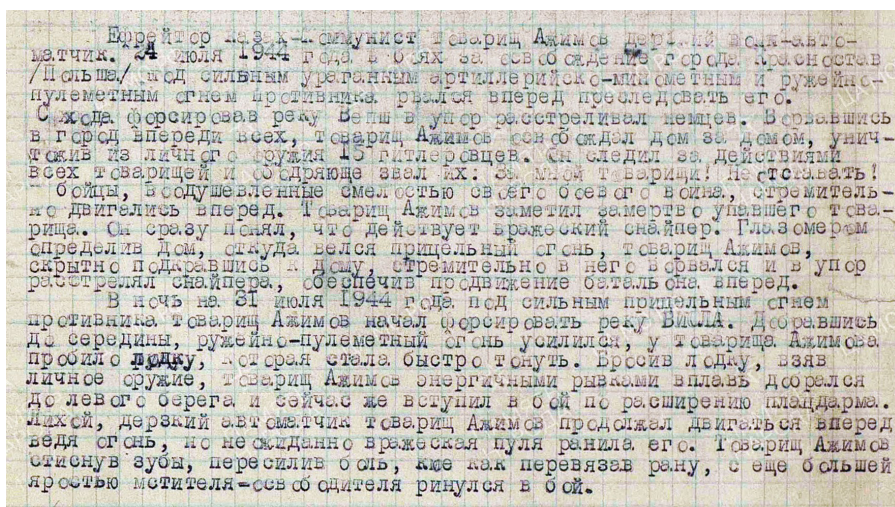 Ефрейтор казак-коммунист товарищ Ажимов дерзкий воин-авто-
матчик. 24 июля 1944 года в боях за освобождение города Красностав
/Польша/ под сильным ураганным артиллерийско-минометным и ружейно-
пулеметным огнем противника рвался вперед преследовать его.
С хода форсировав реку Вепш в упор расстреливал немцев. Ворвавшись
в город впереди всех, товарищ Ажимов освобождал дом за домом, унич-
тожив из личного оружия 15 гитлеровцев. Он следил за действиями
всех товарищей и ободряюще звал их: За мной товарищи! Не отставать!
бойцы, воодушевленные смелостью своего боевого воина, стремитель-
но двигались вперед. Товарищ Ажимов заметил замертво упавшего това-
рища. Он сразу понял, что действует вражеский снайпер. Глазомером
определив дом, откуда велся прицельный огонь, товарищ Ажимов,
скрытно подкравшись к дому, стремительно в него ворвался и в упор
расстрелял снайпера, обеспечив продвижение батальона вперед.
В ночь на 31 июля 1944 года под сильным прицельным огнем
противника товарищ Ажимов начал форсировать реку ВИСЛА. Добравшись
до середины, ружейно-пулеметный огонь усилился, у товарища Ажимова
пробило лодку, которая стала быстро тонуть. Бросив лодку, взяв
личное оружие, товарищ Ажимов энергичными рывками вплавь добрался
до левого берега и сейчас же вступил в бой по расширению плацдарма.
Лихой, дерзкий автоматчик товарищ Ажимов продолжал двигаться вперед
ведя огонь, но неожиданно вражеская пуля ранила его. Товарищ Ажимов
стиснув зубы, пересилив боль, кое как перевязав рану, с еще большей
яростью мстителя-освободителя ринулся в бой.